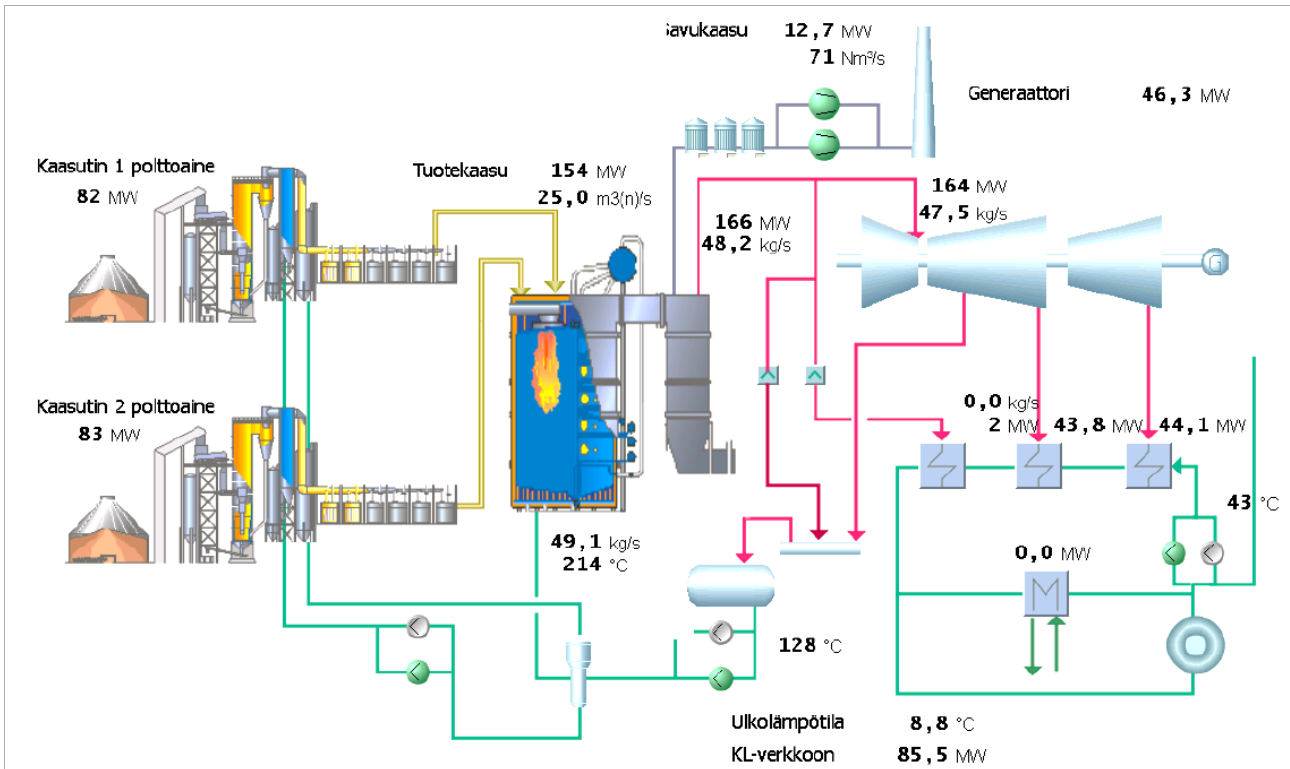 Savukaasu 12,7 MW
71 Nm³/s
Generaattori 46,3 MW
Kaasutin 1 polttoaine
82 MW
Tuotekaasu 154 MW
25,0 m3(n)/s
166 MW
48,2 kg/s
164 MW
47,5 kg/s
G
Kaasutin 2 polttoaine
83 MW
0,0 kg/s
2 MW 43,8 MW 44,1 MW
43 °C
49,1 kg/s
214 °C
0,0 MW
M
128 °C
Ulkolämpötila 8,8 °C
KL-verkkoon 85,5 MW